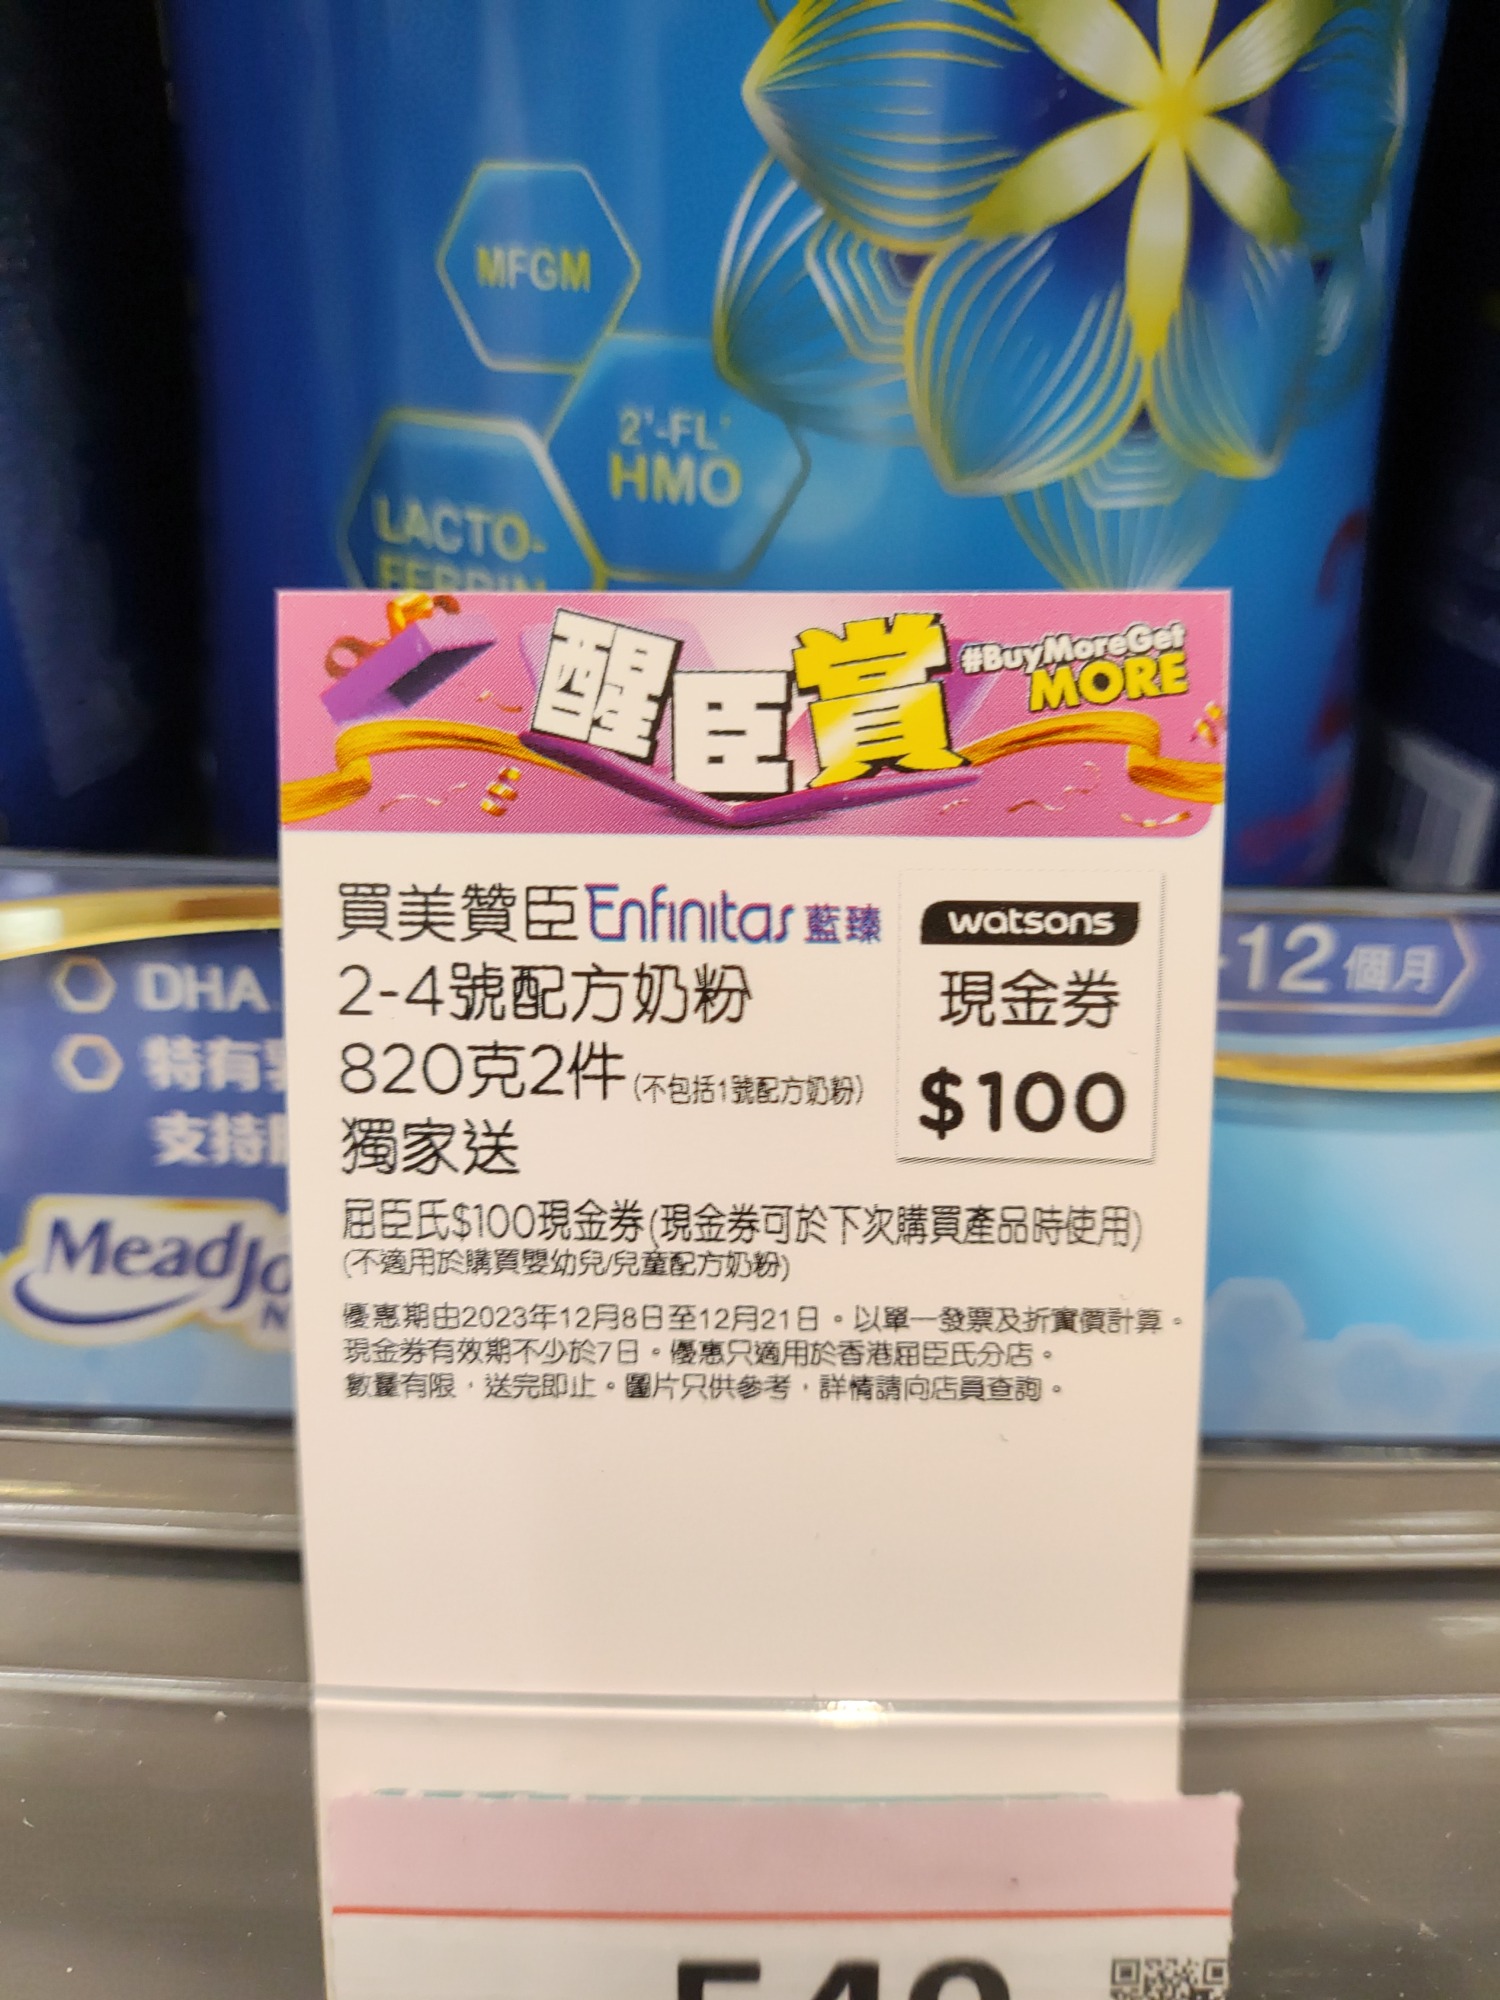 MFGM
2'-FL
HMO
LACTO-
FERRIN
醒臣賞
#BuyMoreGet
MORE
買美贊臣Enfinitas 藍臻
2-4號配方奶粉
820克2件(不包括1號配方奶粉)
獨家送
watsons
現金券
$100
屈臣氏$100現金券(現金券可於下次購買產品時使用)
(不適用於購買嬰幼兒/兒童配方奶粉)
優惠期由2023年12月8日至12月21日。以單一發票及折實價計算。
現金券有效期不少於7日。優惠只適用於香港屈臣氏分店。
數量有限，送完即止。圖片只供參考，詳情請向店員查詢。
DHA
特有
支持
MeadJo
-12個月